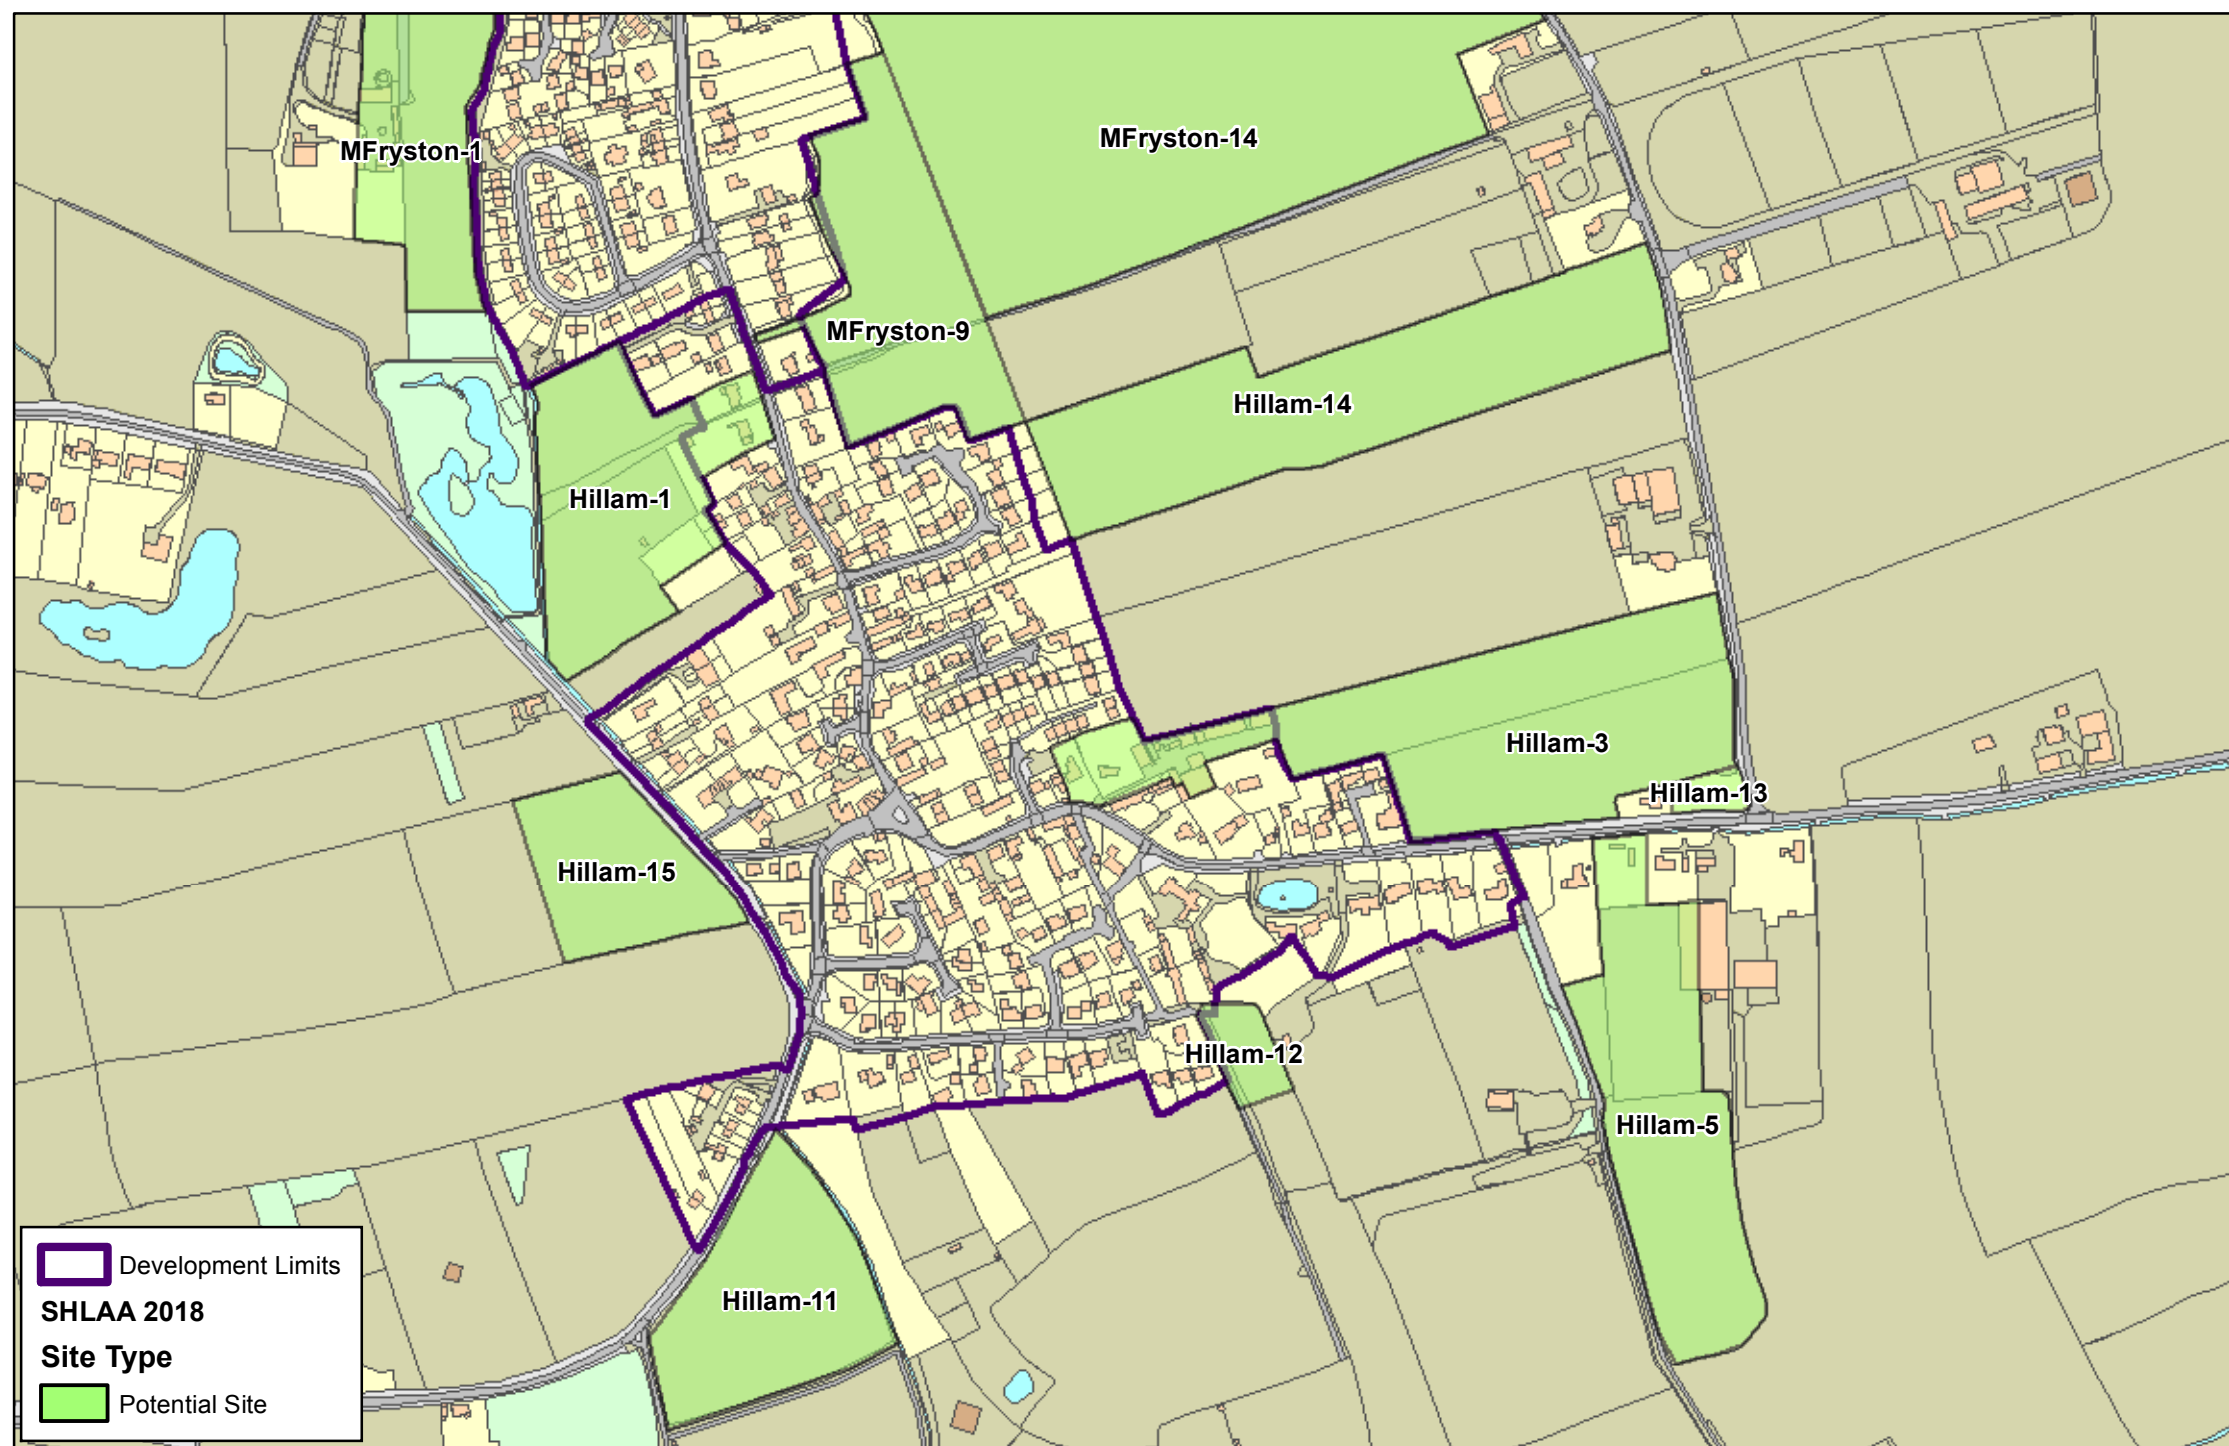 MFryston-14
MFryston-1
MFryston-9
Hillam-14
Hillam-1
Hillam-3
Hillam-13
Hillam-15
Hillam-12
Hillam-5
Hillam-11
Development Limits
SHLAA 2018
Site Type
Potential Site